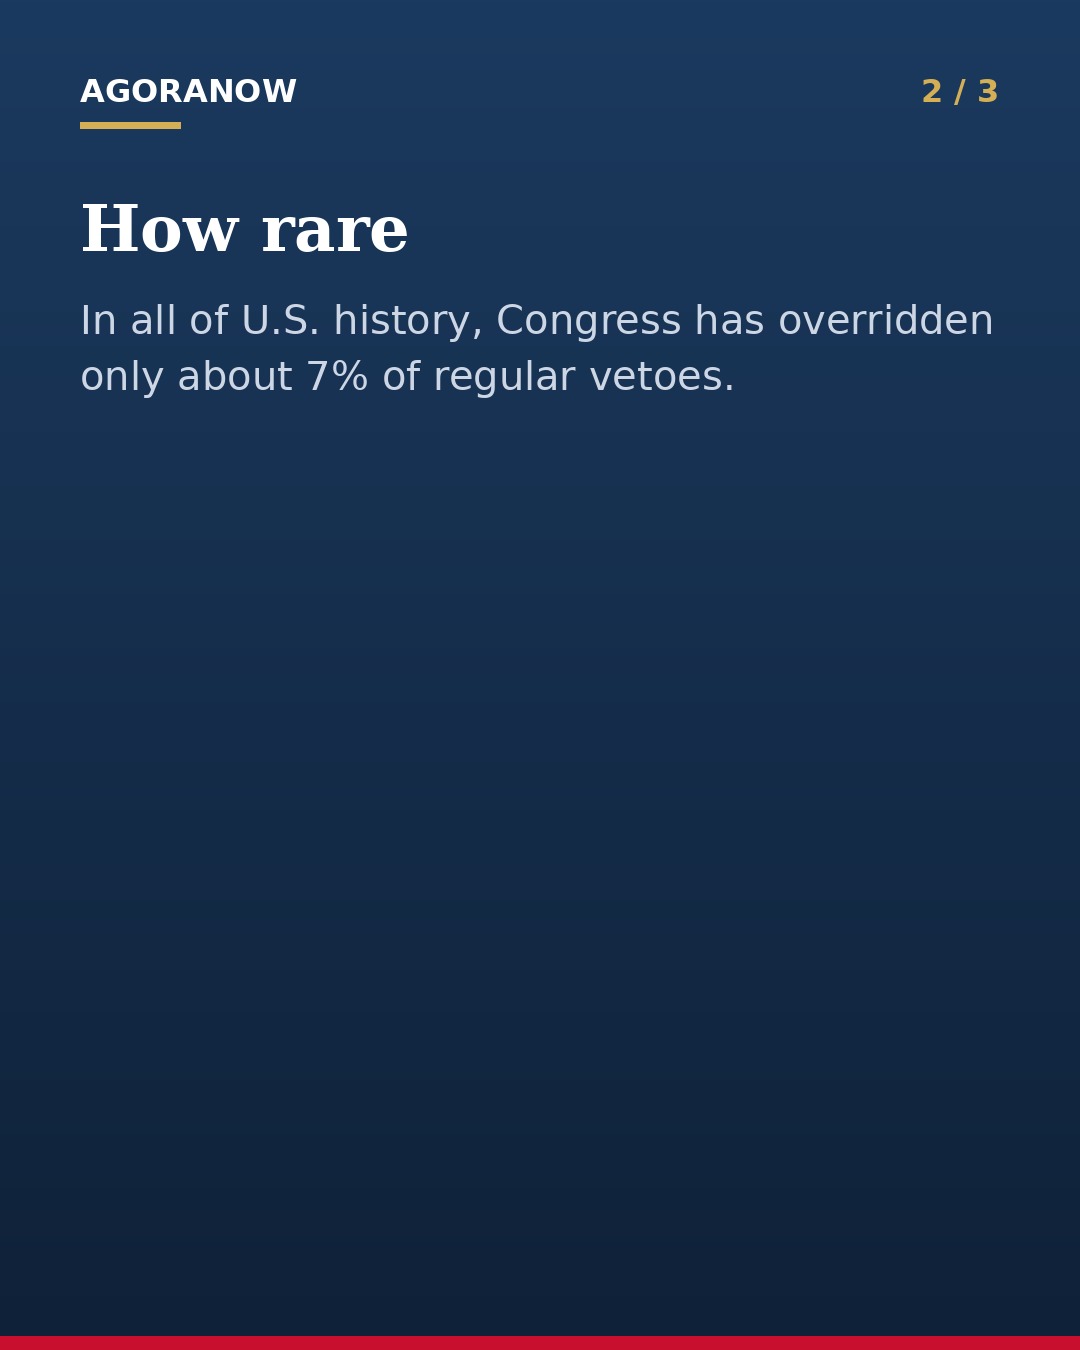 AGORANOW
2 / 3
How rare
In all of U.S. history, Congress has overridden
only about 7% of regular vetoes.